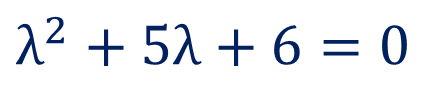 λ² + 5λ + 6 = 0